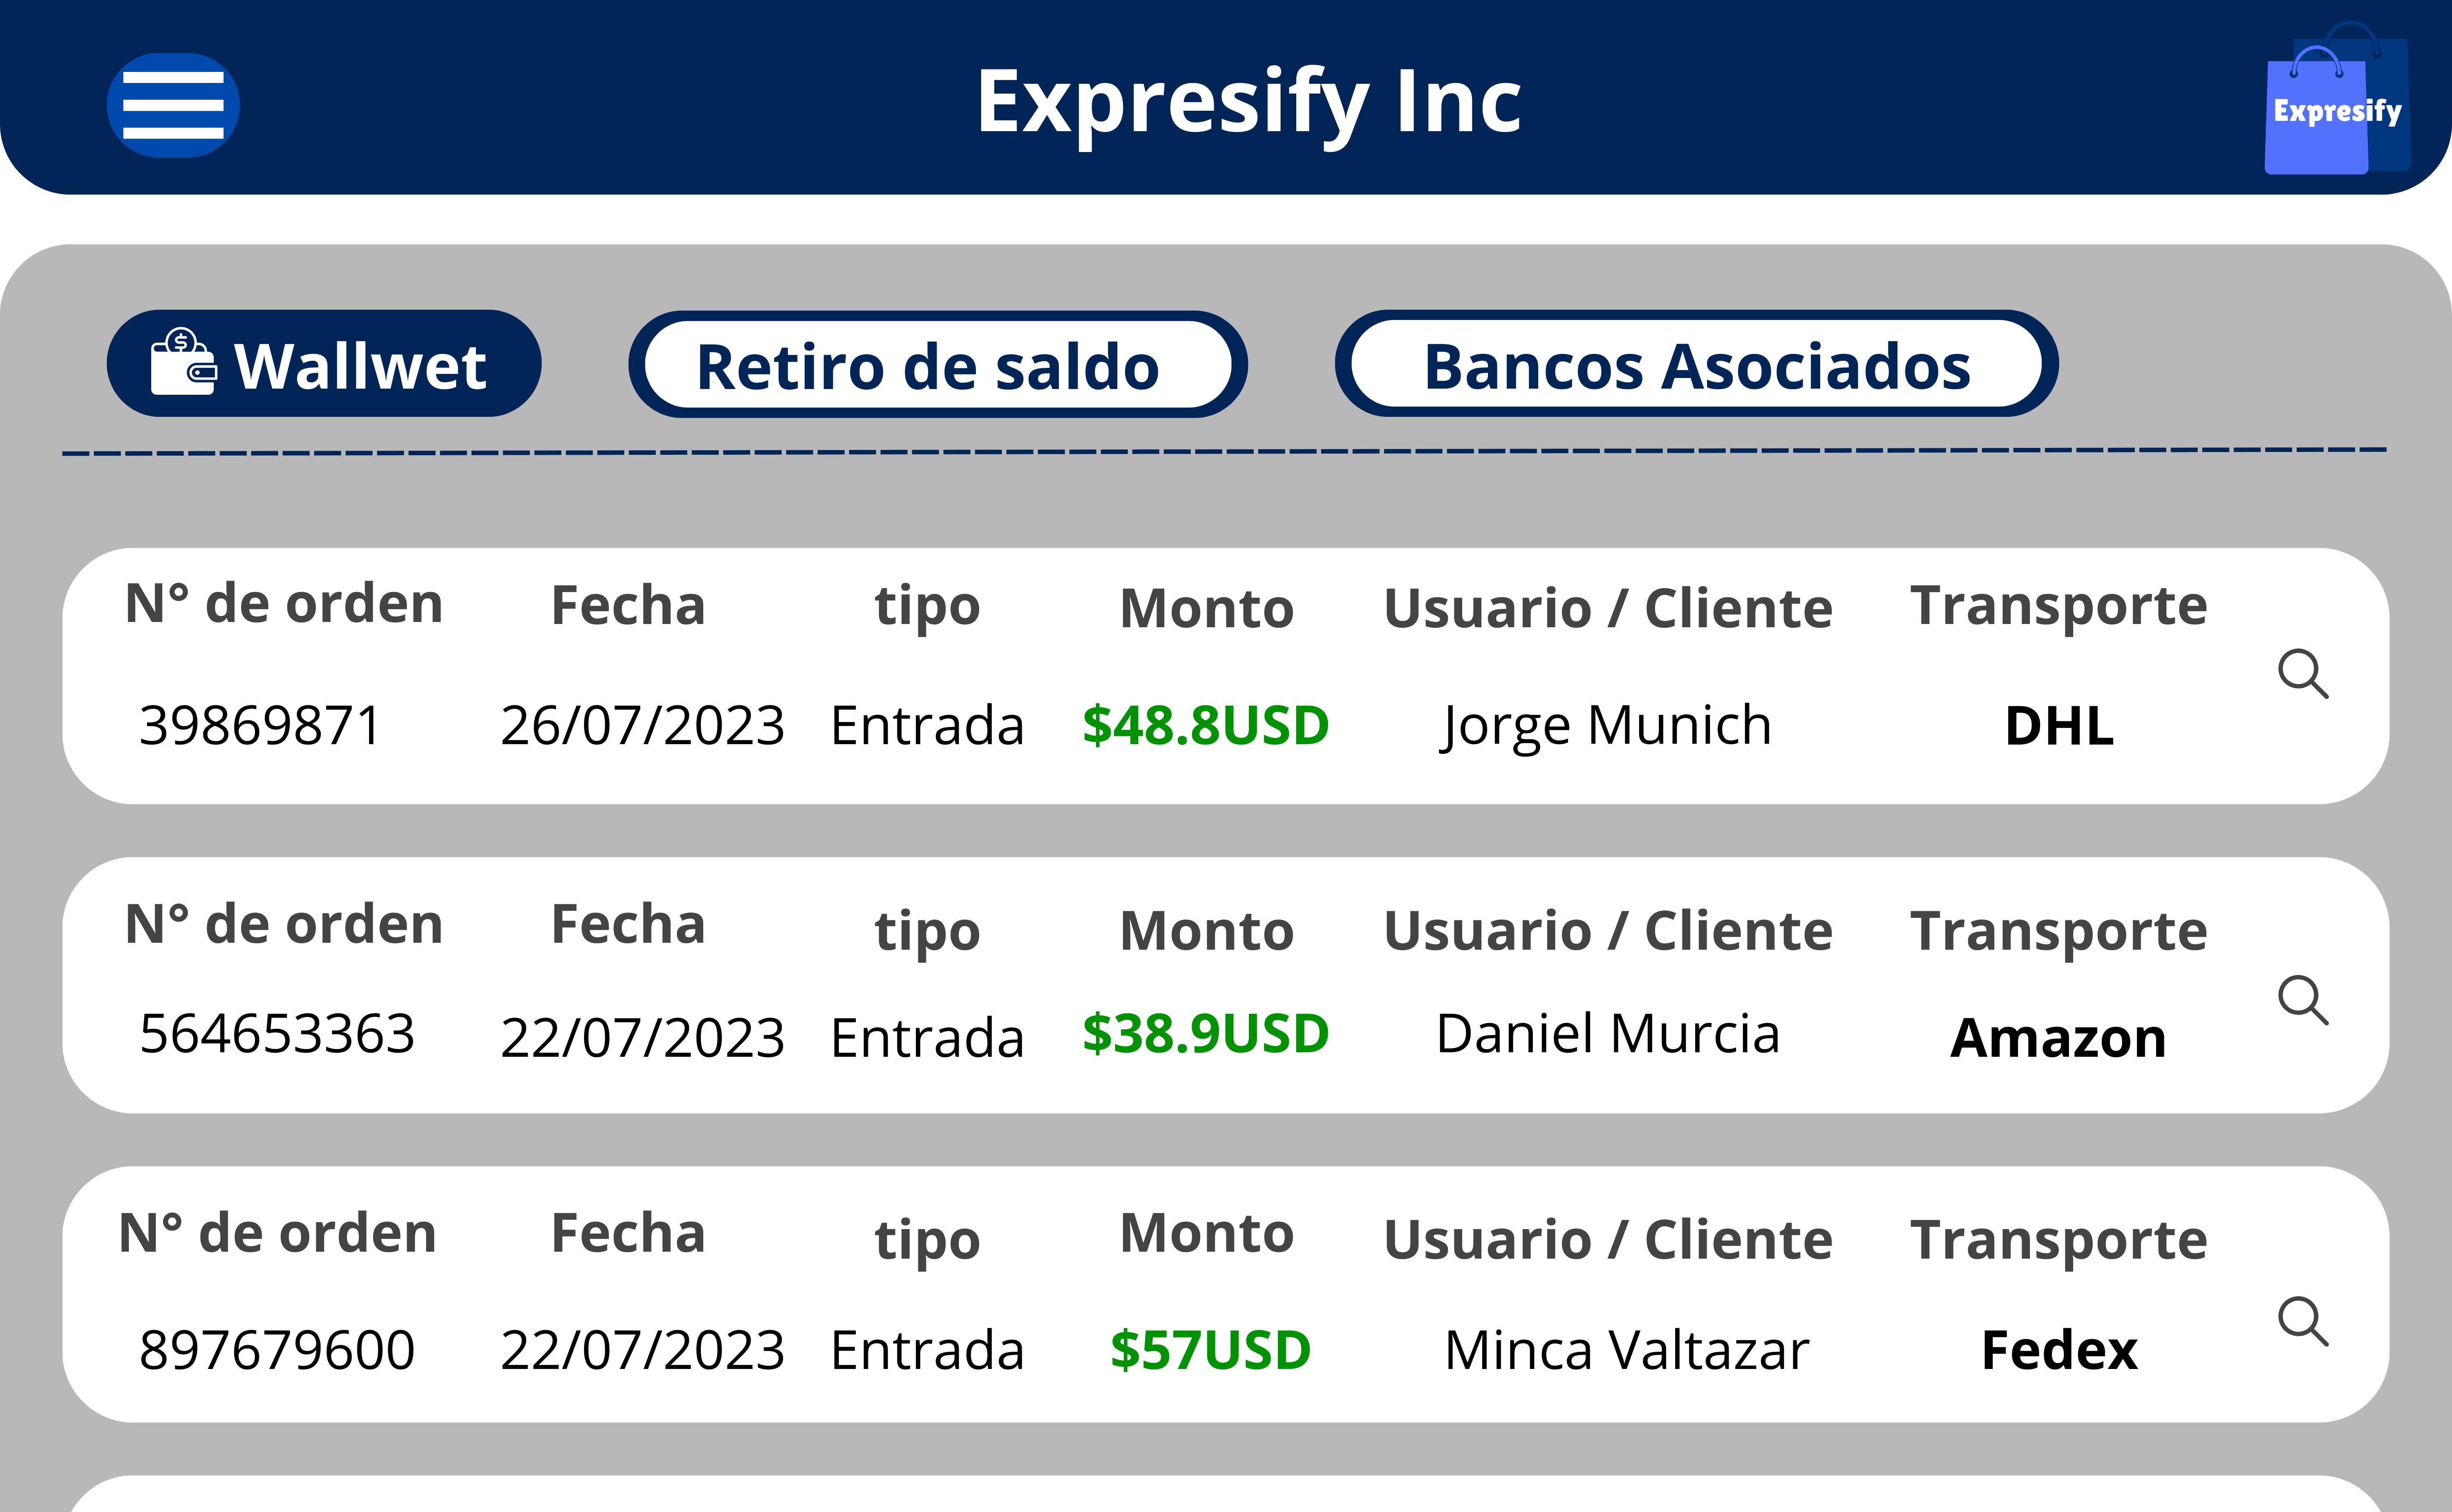 Expresify Inc
Expresify
Wallwet
Retiro de saldo
Bancos Asociados
N° de orden Fecha tipo Monto Usuario / Cliente Transporte
39869871 26/07/2023 Entrada $48.8USD Jorge Munich DHL
N° de orden Fecha tipo Monto Usuario / Cliente Transporte
564653363 22/07/2023 Entrada $38.9USD Daniel Murcia Amazon
N° de orden Fecha tipo Monto Usuario / Cliente Transporte
897679600 22/07/2023 Entrada $57USD Minca Valtazar Fedex